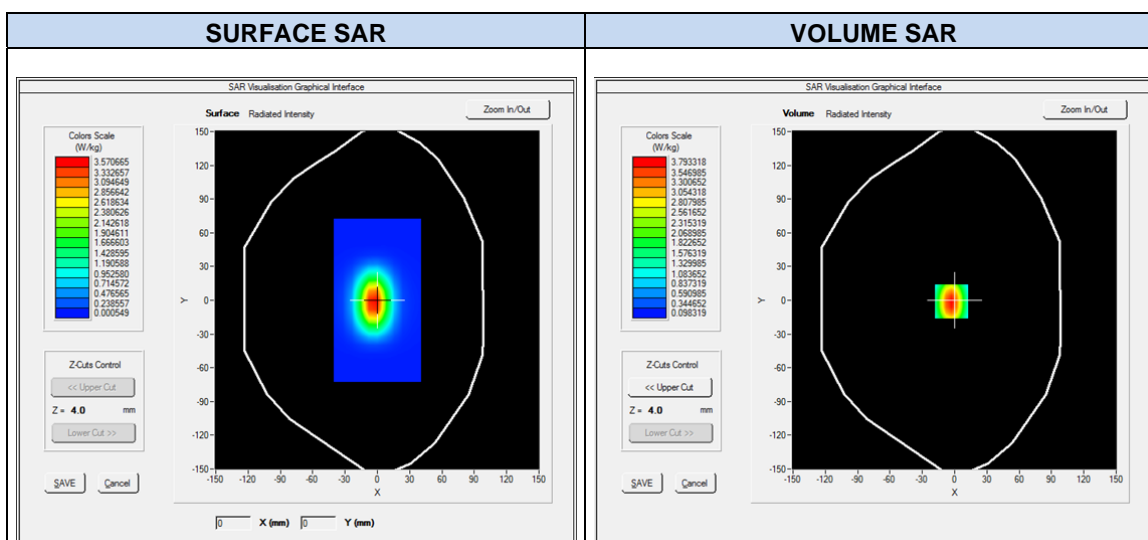 SURFACE SAR
VOLUME SAR
SAR Visualisation Graphical Interface
Surface Radiated Intensity
Zoom In/Out
Colors Scale
(W/kg)
3.570665
3.332657
3.094649
2.856642
2.618634
2.380626
2.142618
1.904611
1.666603
1.428595
1.190588
0.952580
0.714572
0.476565
0.238557
0.000549
150
120
90
60
30
0
-30
-60
-90
-120
-150
Y
-150 -120 -90 -60 -30 0 30 60 90 120 150
X
Z-Cuts Control
<< Upper Cut
Z = 4.0 mm
Lower Cut >>
SAVE Cancel
0 X (mm) 0 Y (mm)
SAR Visualisation Graphical Interface
Volume Radiated Intensity
Zoom In/Out
Colors Scale
(W/kg)
3.793318
3.546985
3.300652
3.054318
2.807985
2.561652
2.315319
2.068985
1.822652
1.576319
1.329985
1.083652
0.837319
0.590985
0.344652
0.098319
150
120
90
60
30
0
-30
-60
-90
-120
-150
Y
-150 -120 -90 -60 -30 0 30 60 90 120 150
X
Z-Cuts Control
<< Upper Cut
Z = 4.0 mm
Lower Cut >>
SAVE Cancel